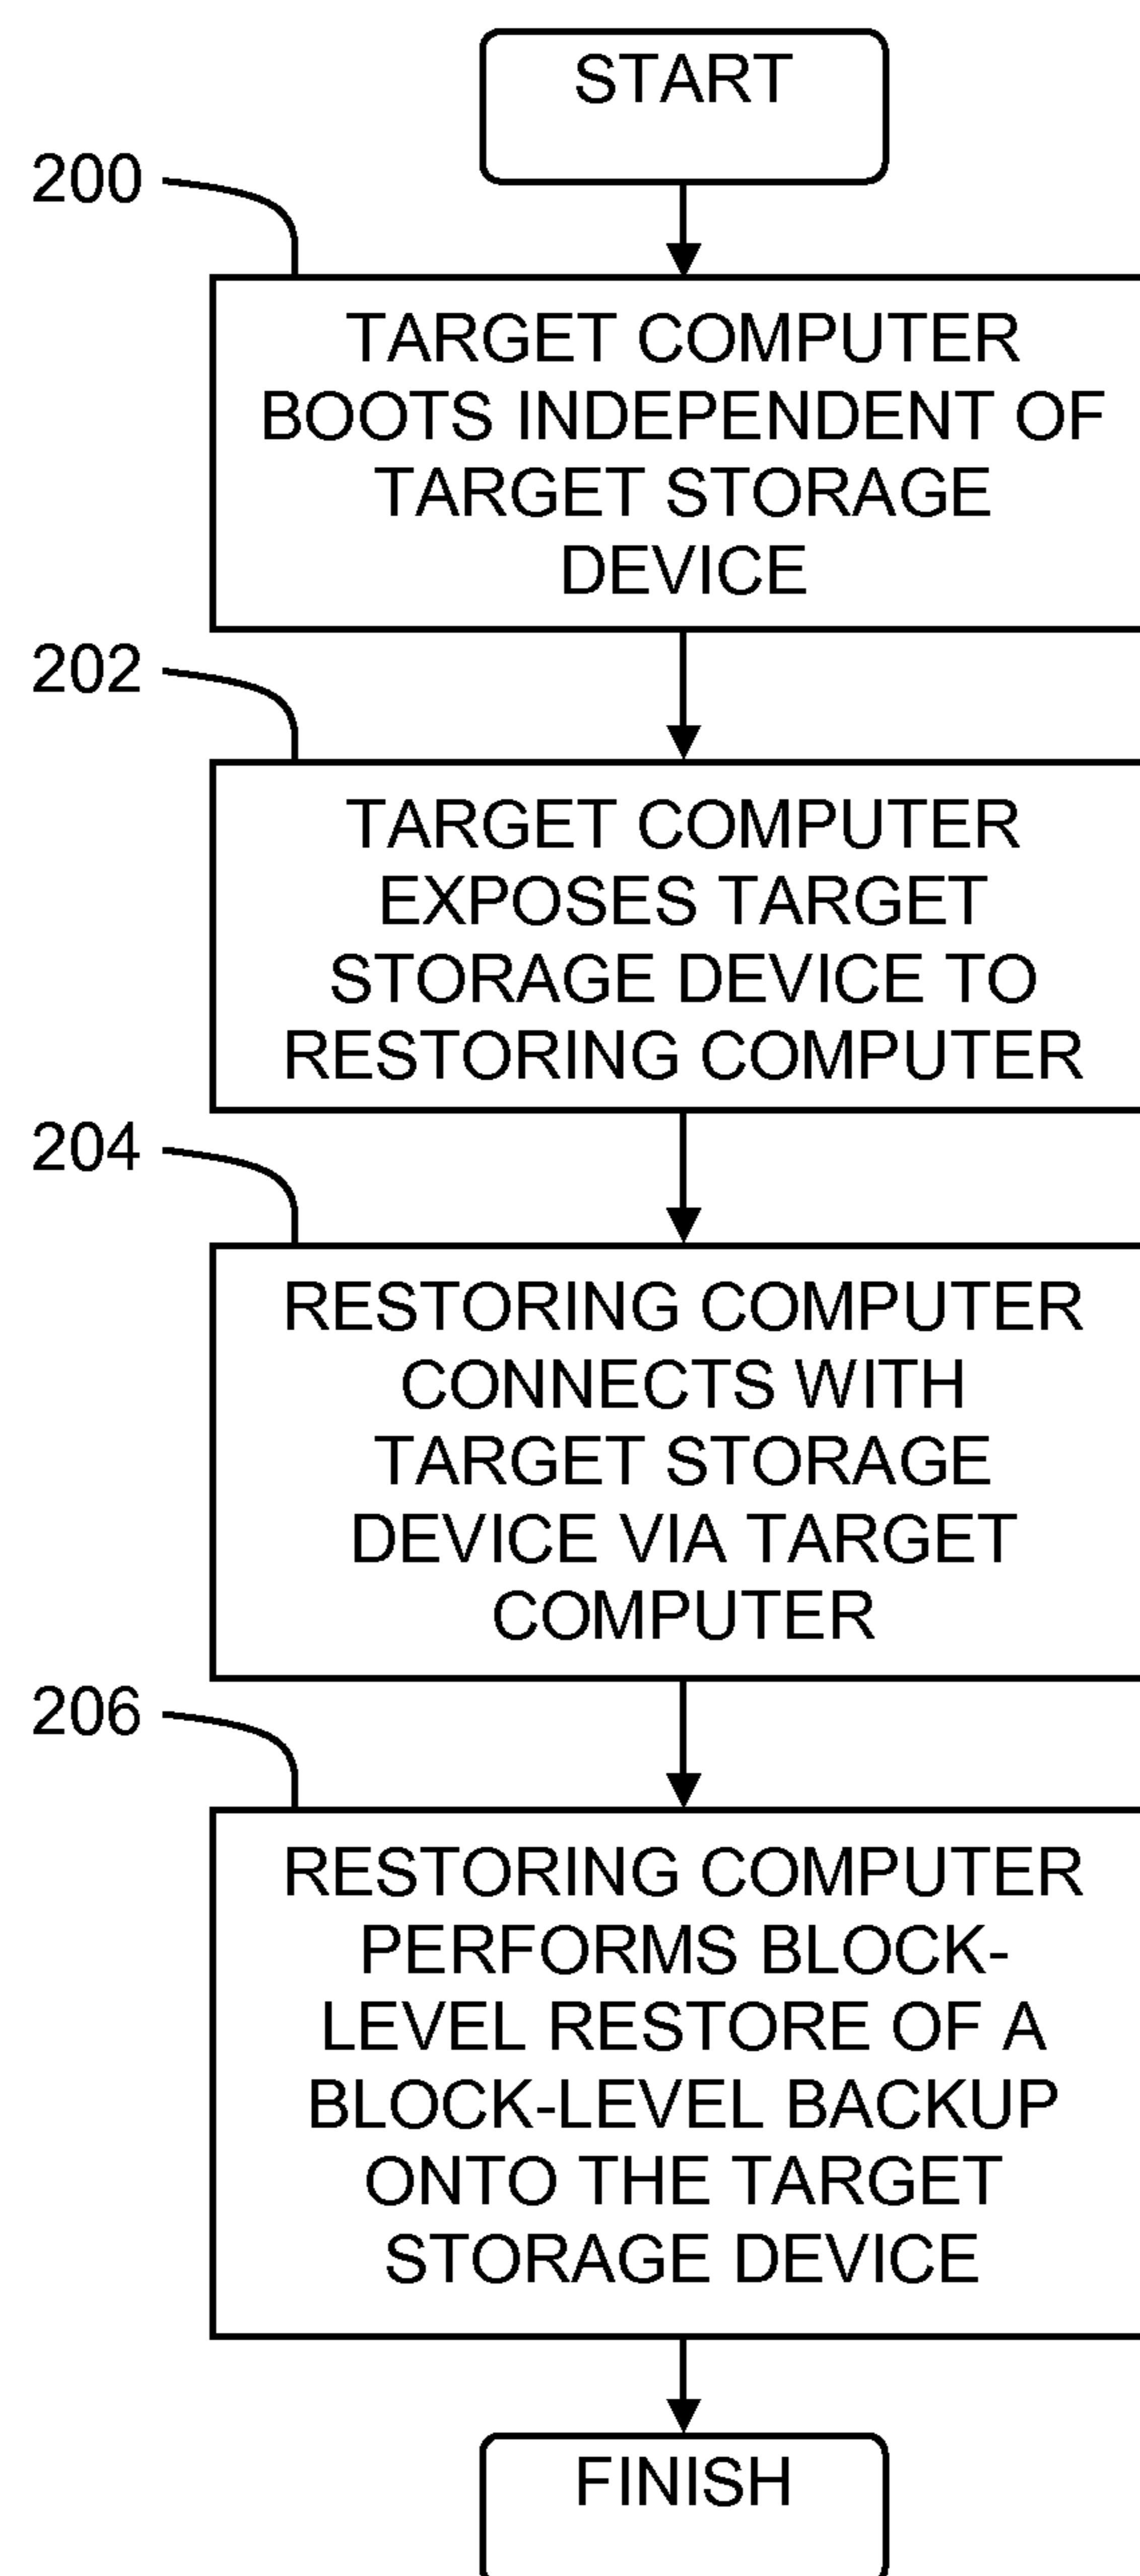 START
200
TARGET COMPUTER
BOOTS INDEPENDENT OF
TARGET STORAGE
DEVICE
202
TARGET COMPUTER
EXPOSES TARGET
STORAGE DEVICE TO
RESTORING COMPUTER
204
RESTORING COMPUTER
CONNECTS WITH
TARGET STORAGE
DEVICE VIA TARGET
COMPUTER
206
RESTORING COMPUTER
PERFORMS BLOCK-
LEVEL RESTORE OF A
BLOCK-LEVEL BACKUP
ONTO THE TARGET
STORAGE DEVICE
FINISH